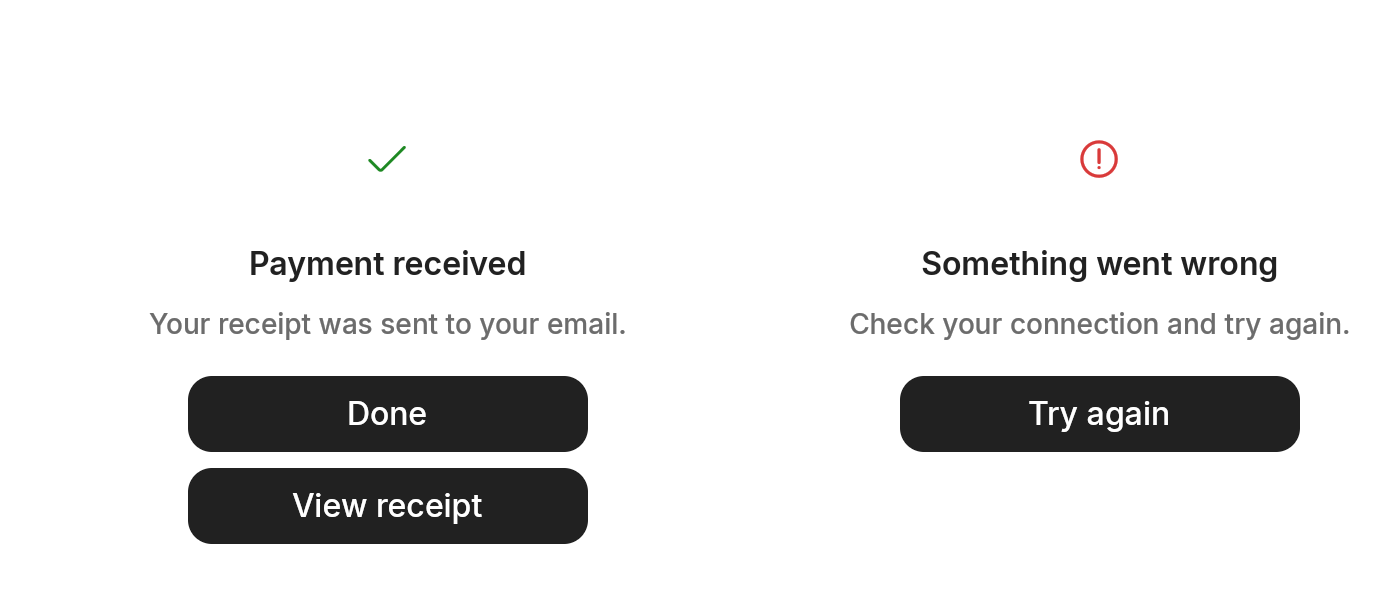 Payment received
Your receipt was sent to your email.
Done
View receipt
Something went wrong
Check your connection and try again.
Try again